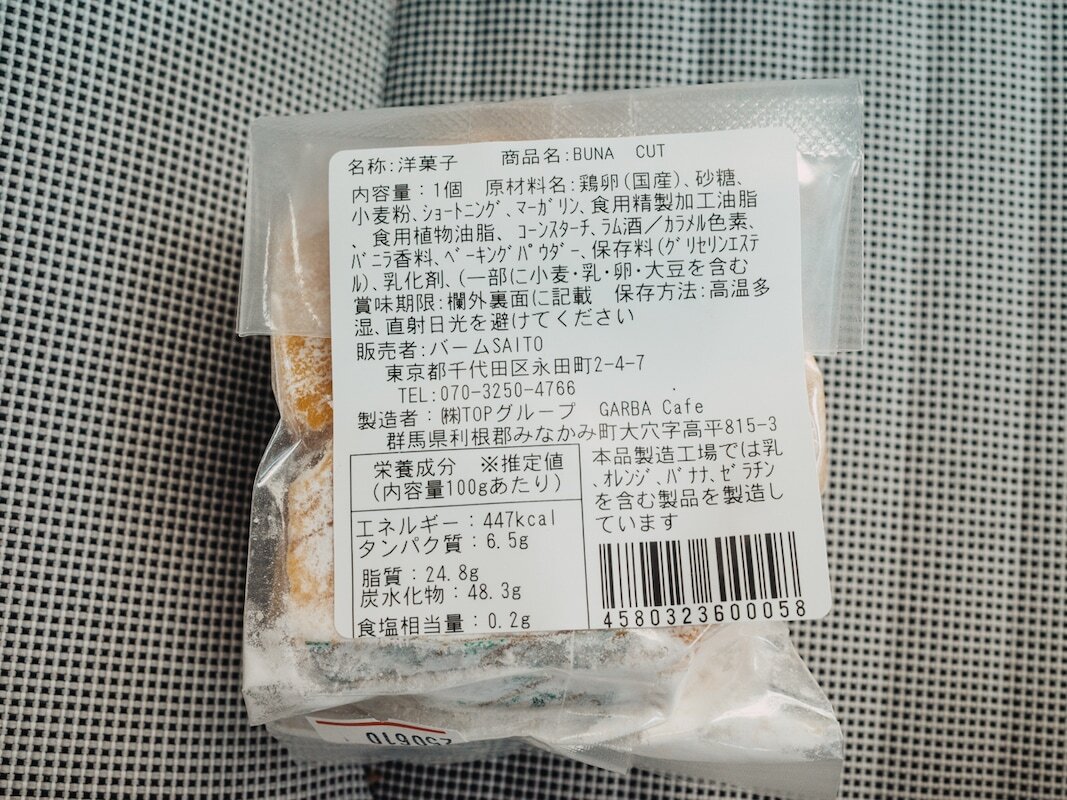 名称:洋菓子　商品名:BUNA　CUT
内容量:1個　原材料名:鶏卵(国産)、砂糖、
小麦粉、ｼｮｰﾄﾆﾝｸﾞ、ﾏｰｶﾞﾘﾝ、食用精製加工油脂
、食用植物油脂、ｺｰﾝｽﾀｰﾁ、ﾗﾑ酒/ｶﾗﾒﾙ色素、
ﾊﾞﾆﾗ香料、ﾍﾞｰｷﾝｸﾞﾊﾟｳﾀﾞｰ、保存料(ｸﾞﾘｾﾘﾝｴｽﾃ
ﾙ)、乳化剤、(一部に小麦・乳・卵・大豆を含む
賞味期限:欄外裏面に記載　保存方法:高温多
湿、直射日光を避けてください
販売者:バームSAITO
東京都千代田区永田町2-4-7
TEL:070-3250-4766
製造者:㈱TOPグループ　GARBA Cafe
群馬県利根郡みなかみ町大穴字高平815-3
栄養成分　※推定値
(内容量100gあたり)
エネルギー:447kcal
タンパク質:6.5g
脂質:24.8g
炭水化物:48.3g
食塩相当量:0.2g
本品製造工場では乳
、ｵﾚﾝｼﾞ、ﾊﾞﾅﾅ、ｾﾞﾗﾁﾝ
を含む製品を製造し
ています
4580323600058
250610